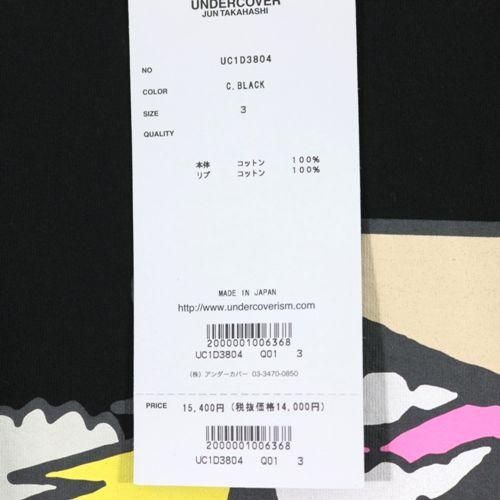 UNDERCOVER
JUN TAKAHASHI
NO UC1D3804
COLOR C.BLACK
SIZE 3
QUALITY
本体 コットン 100%
リブ コットン 100%
MADE IN JAPAN
http://www.undercoverism.com
2000001006368
UC1D3804 Q01 3
(株) アンダーカバー 03-3470-0850
PRICE 15,400円 (税抜価格14,000円)
2000001006368
UC1D3804 Q01 3